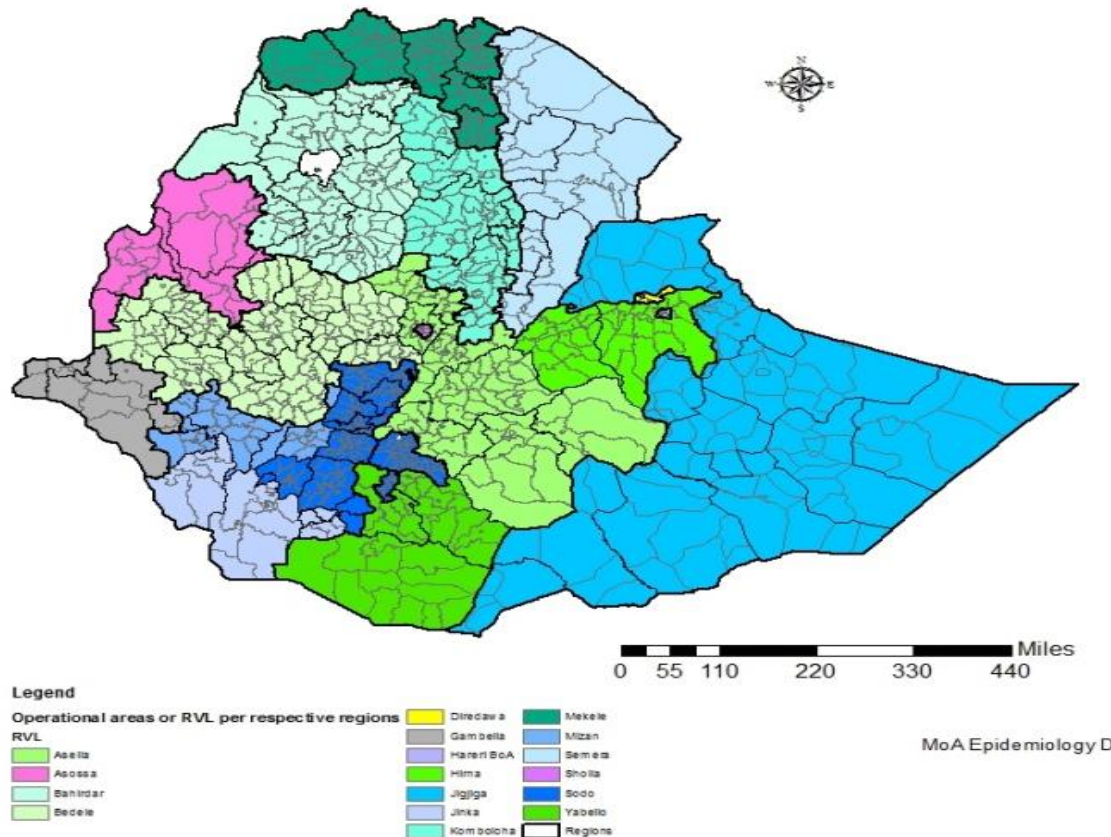 N
W E
S
Miles
0 55 110 220 330 440
Legend
Operational areas or RVL per respective regions
RVL
Asella
Asossa
Bahirdar
Bedele
Diredawa
Gambella
Hareri BoA
Hirna
Jigjiga
Jinka
Kombolcha
Mekele
Mizan
Semera
Sholla
Sodo
Yabello
Regions
MoA Epidemiology D